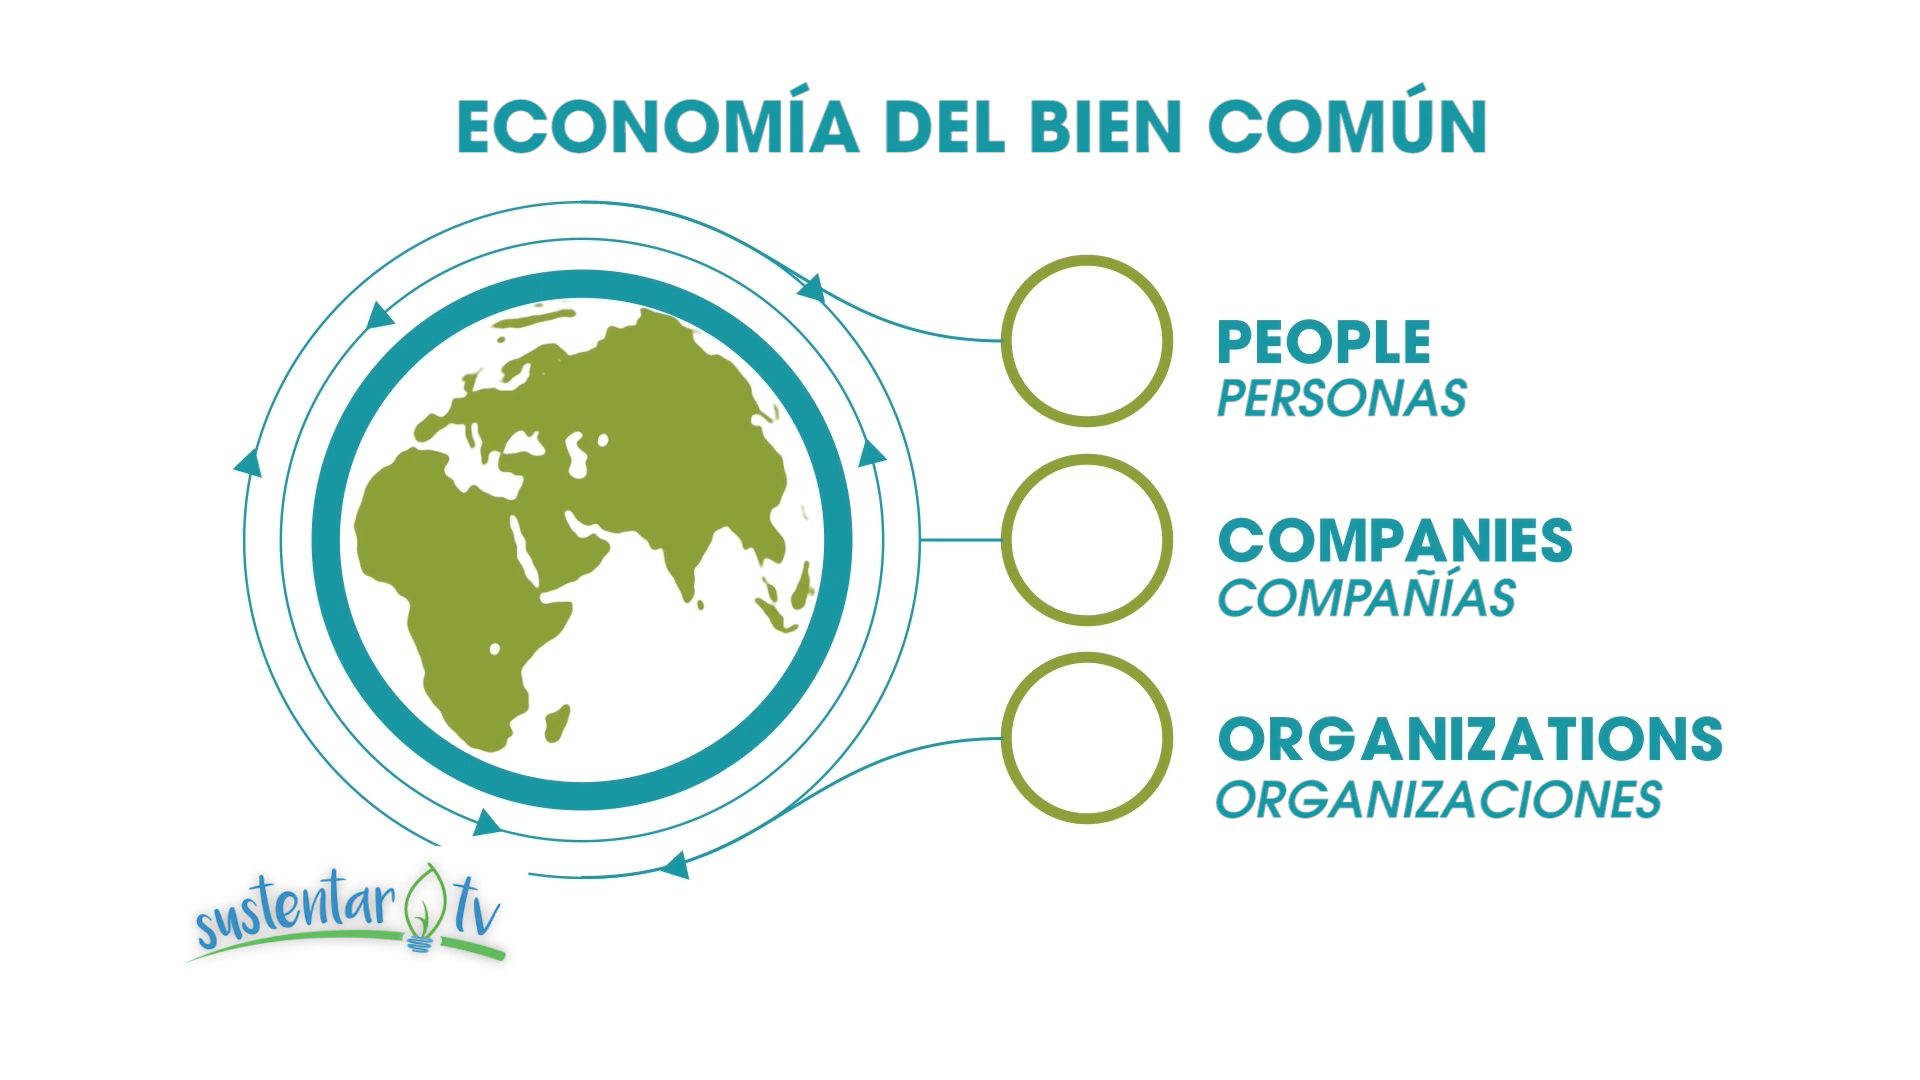 ECONOMÍA DEL BIEN COMÚN
PEOPLE
PERSONAS
COMPANIES
COMPAÑÍAS
ORGANIZATIONS
ORGANIZACIONES
sustentar tv